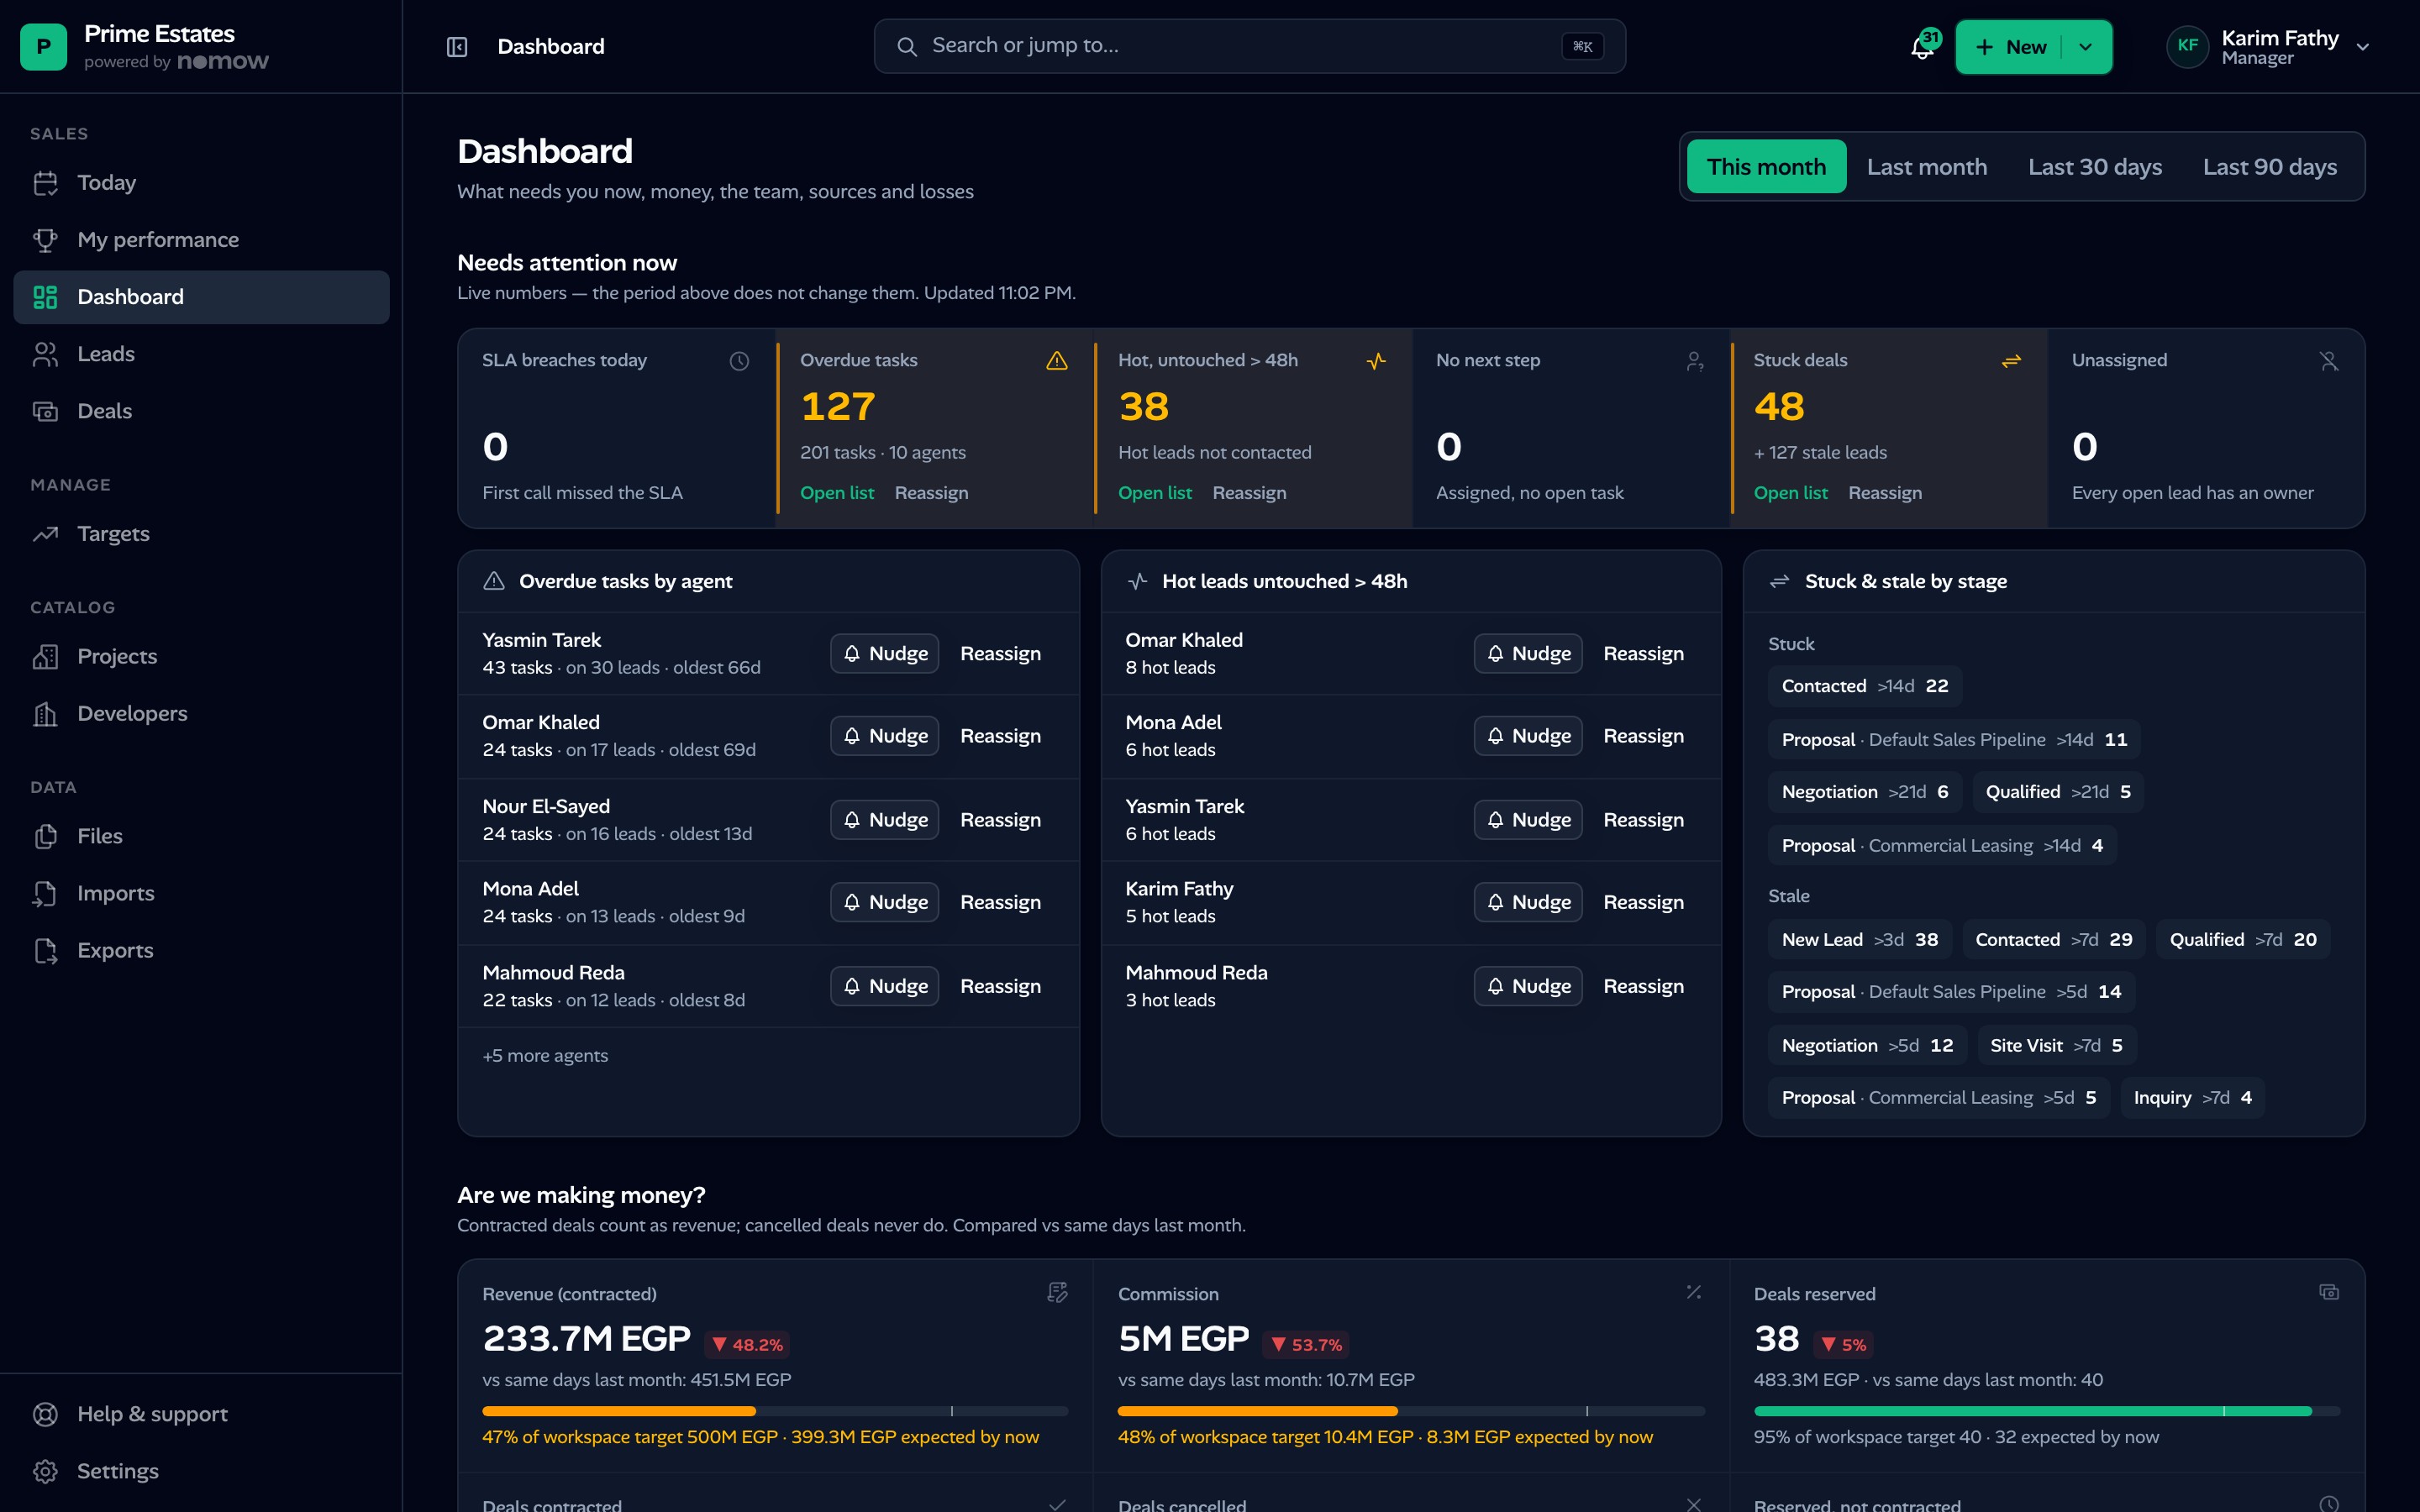 P
Prime Estates
powered by nomow
Dashboard
Search or jump to...
⌘K
31
+ New
KF
Karim Fathy
Manager
SALES
Today
My performance
Dashboard
Leads
Deals
MANAGE
Targets
CATALOG
Projects
Developers
DATA
Files
Imports
Exports
Help & support
Settings
Dashboard
What needs you now, money, the team, sources and losses
This month
Last month
Last 30 days
Last 90 days
Needs attention now
Live numbers — the period above does not change them. Updated 11:02 PM.
SLA breaches today
0
First call missed the SLA
Overdue tasks
127
201 tasks · 10 agents
Open list Reassign
Hot, untouched > 48h
38
Hot leads not contacted
Open list Reassign
No next step
0
Assigned, no open task
Stuck deals
48
+ 127 stale leads
Open list Reassign
Unassigned
0
Every open lead has an owner
Overdue tasks by agent
Yasmin Tarek
43 tasks · on 30 leads · oldest 66d
Nudge Reassign
Omar Khaled
24 tasks · on 17 leads · oldest 69d
Nudge Reassign
Nour El-Sayed
24 tasks · on 16 leads · oldest 13d
Nudge Reassign
Mona Adel
24 tasks · on 13 leads · oldest 9d
Nudge Reassign
Mahmoud Reda
22 tasks · on 12 leads · oldest 8d
Nudge Reassign
+5 more agents
Hot leads untouched > 48h
Omar Khaled
8 hot leads
Nudge Reassign
Mona Adel
6 hot leads
Nudge Reassign
Yasmin Tarek
6 hot leads
Nudge Reassign
Karim Fathy
5 hot leads
Nudge Reassign
Mahmoud Reda
3 hot leads
Nudge Reassign
Stuck & stale by stage
Stuck
Contacted >14d 22
Proposal · Default Sales Pipeline >14d 11
Negotiation >21d 6 Qualified >21d 5
Proposal · Commercial Leasing >14d 4
Stale
New Lead >3d 38 Contacted >7d 29 Qualified >7d 20
Proposal · Default Sales Pipeline >5d 14
Negotiation >5d 12 Site Visit >7d 5
Proposal · Commercial Leasing >5d 5 Inquiry >7d 4
Are we making money?
Contracted deals count as revenue; cancelled deals never do. Compared vs same days last month.
Revenue (contracted)
233.7M EGP ▼ 48.2%
vs same days last month: 451.5M EGP
47% of workspace target 500M EGP · 399.3M EGP expected by now
Commission
5M EGP ▼ 53.7%
vs same days last month: 10.7M EGP
48% of workspace target 10.4M EGP · 8.3M EGP expected by now
Deals reserved
38 ▼ 5%
483.3M EGP · vs same days last month: 40
95% of workspace target 40 · 32 expected by now
Deals contracted
Deals cancelled
Reserved, not contracted